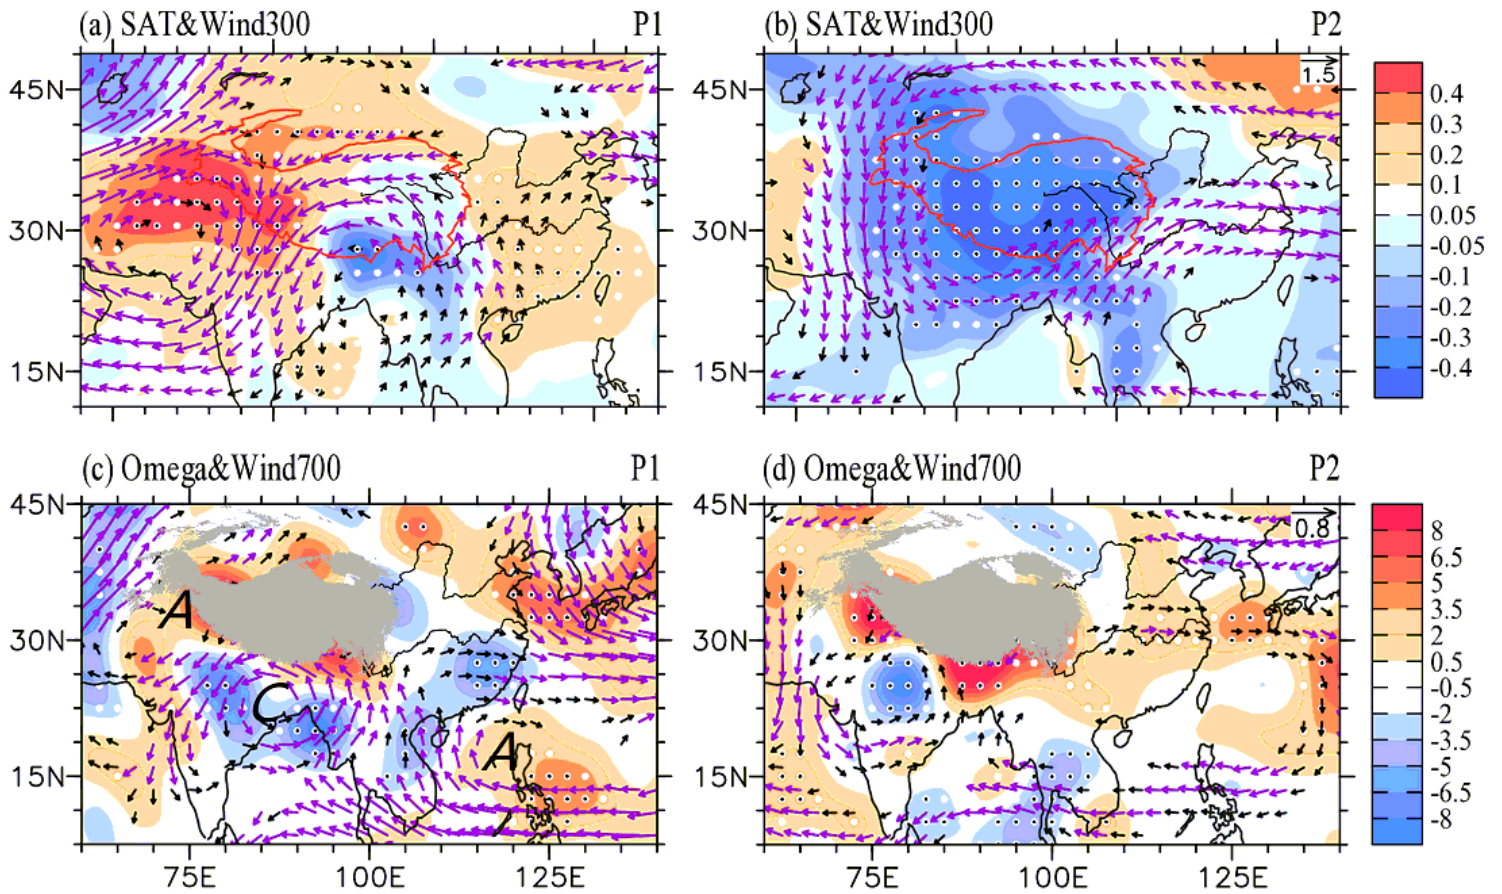 (a) SAT&Wind300 P1
(b) SAT&Wind300 P2
45N
30N
15N
45N
30N
15N
1.5
0.4
0.3
0.2
0.1
0.05
-0.05
-0.1
-0.2
-0.3
-0.4
(c) Omega&Wind700 P1
(d) Omega&Wind700 P2
45N
30N
15N
A
C
A
75E 100E 125E
45N
30N
15N
0.8
75E 100E 125E
8
6.5
5
3.5
2
0.5
-0.5
-2
-3.5
-5
-6.5
-8